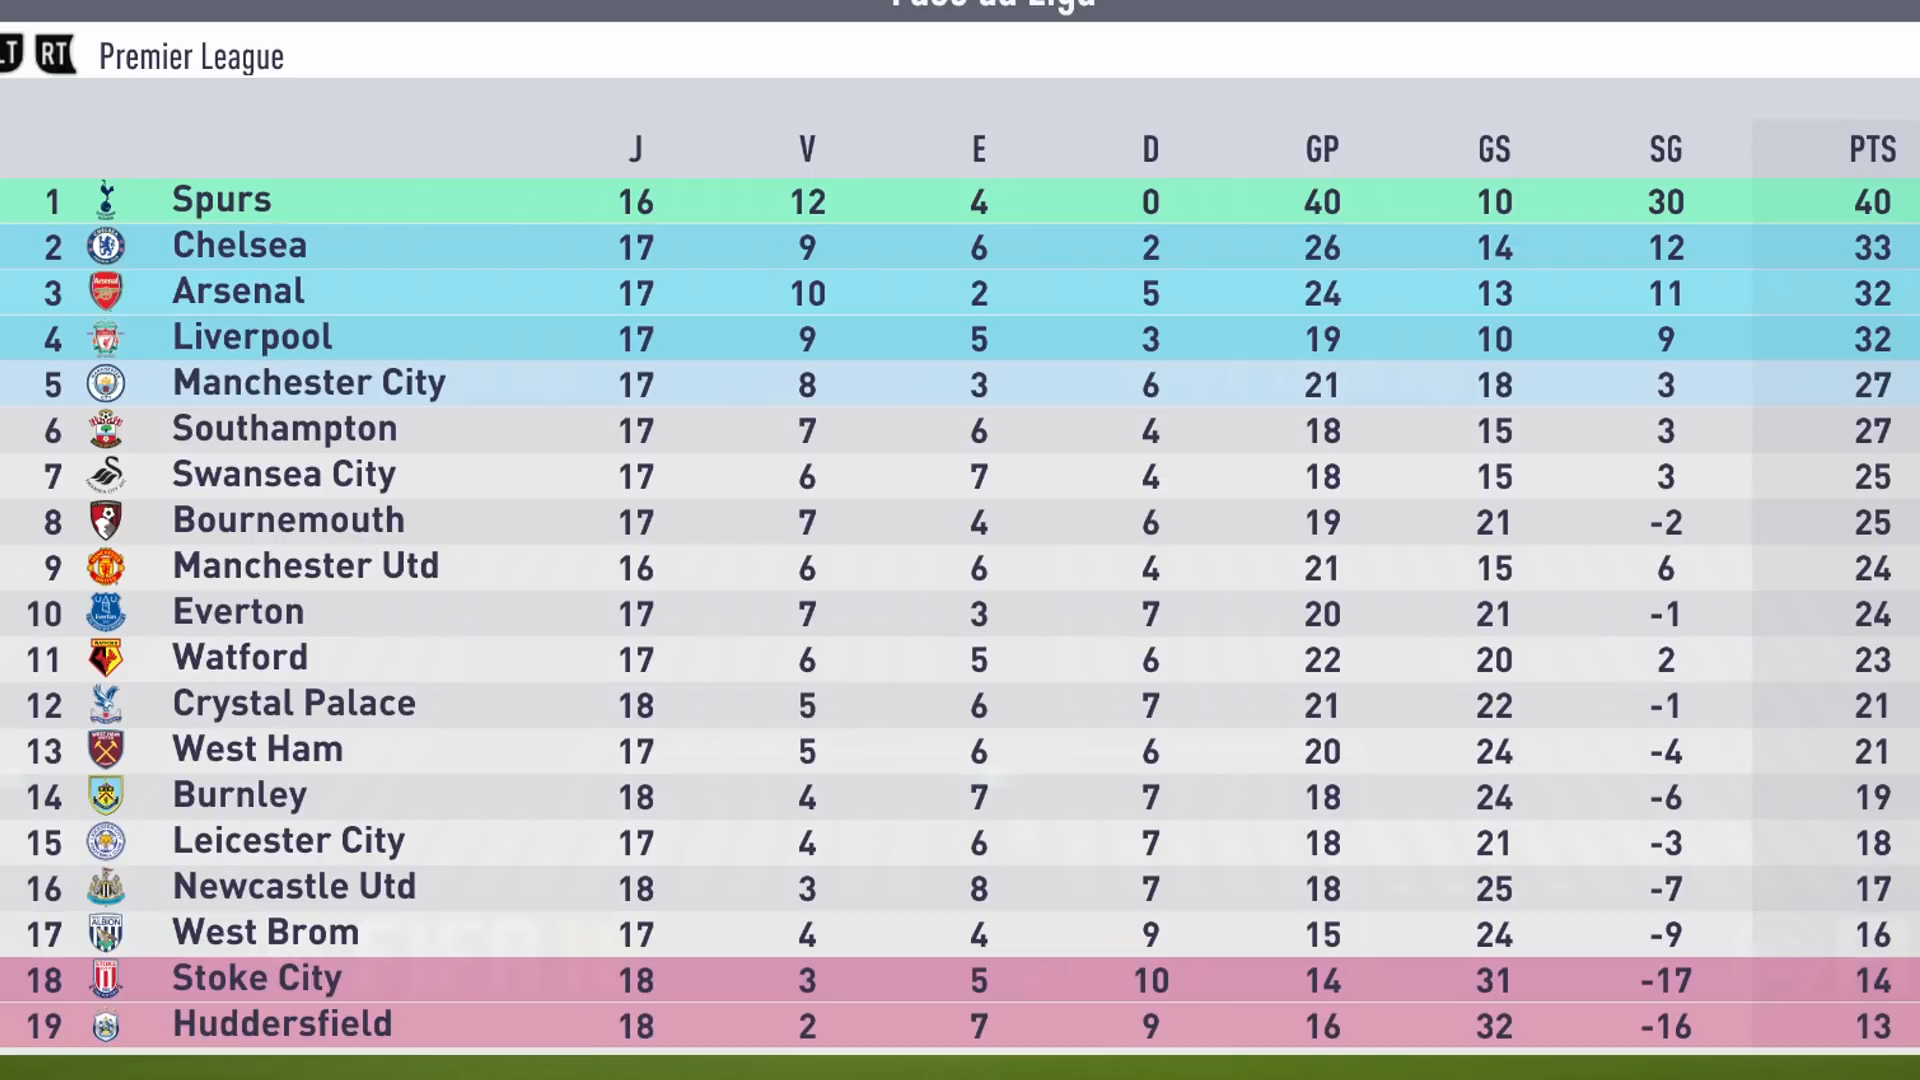 RT Premier League
J V E D GP GS SG PTS
1 Spurs 16 12 4 0 40 10 30 40
2 Chelsea 17 9 6 2 26 14 12 33
3 Arsenal 17 10 2 5 24 13 11 32
4 Liverpool 17 9 5 3 19 10 9 32
5 Manchester City 17 8 3 6 21 18 3 27
6 Southampton 17 7 6 4 18 15 3 27
7 Swansea City 17 6 7 4 18 15 3 25
8 Bournemouth 17 7 4 6 19 21 -2 25
9 Manchester Utd 16 6 6 4 21 15 6 24
10 Everton 17 7 3 7 20 21 -1 24
11 Watford 17 6 5 6 22 20 2 23
12 Crystal Palace 18 5 6 7 21 22 -1 21
13 West Ham 17 5 6 6 20 24 -4 21
14 Burnley 18 4 7 7 18 24 -6 19
15 Leicester City 17 4 6 7 18 21 -3 18
16 Newcastle Utd 18 3 8 7 18 25 -7 17
17 West Brom 17 4 4 9 15 24 -9 16
18 Stoke City 18 3 5 10 14 31 -17 14
19 Huddersfield 18 2 7 9 16 32 -16 13